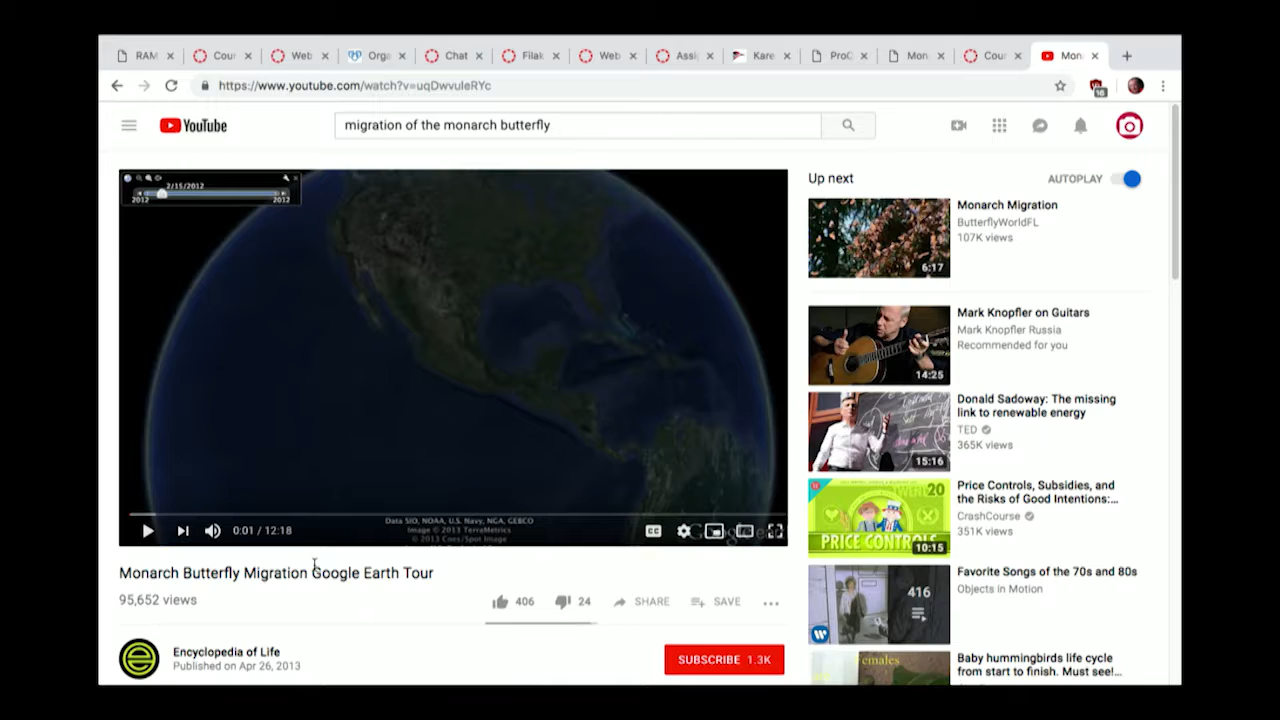 RAM
Cour
Web
Orga
Chat
Filak
Web
Assi
Kare
ProQ
Mon
Cour
Mon
https://www.youtube.com/watch?v=uqDwvuIeRYc
16
YouTube
migration of the monarch butterfly
2/15/2012
2012 2012
Data SIO, NOAA, U.S. Navy, NGA, GEBCO
Image © 2013 TerraMetrics
© 2013 Cnes/Spot Image
0:01 / 12:18
CC
Monarch Butterfly Migration Google Earth Tour
95,652 views
406 24 SHARE SAVE
Encyclopedia of Life
Published on Apr 26, 2013
SUBSCRIBE 1.3K
Up next
AUTOPLAY
6:17
Monarch Migration
ButterflyWorldFL
107K views
14:25
Mark Knopfler on Guitars
Mark Knopfler Russia
Recommended for you
15:16
Donald Sadoway: The missing
link to renewable energy
TED
365K views
20
PRICE CONTROLS
10:15
Price Controls, Subsidies, and
the Risks of Good Intentions:...
CrashCourse
351K views
416
Favorite Songs of the 70s and 80s
Objects in Motion
Females
Baby hummingbirds life cycle
from start to finish. Must see!...